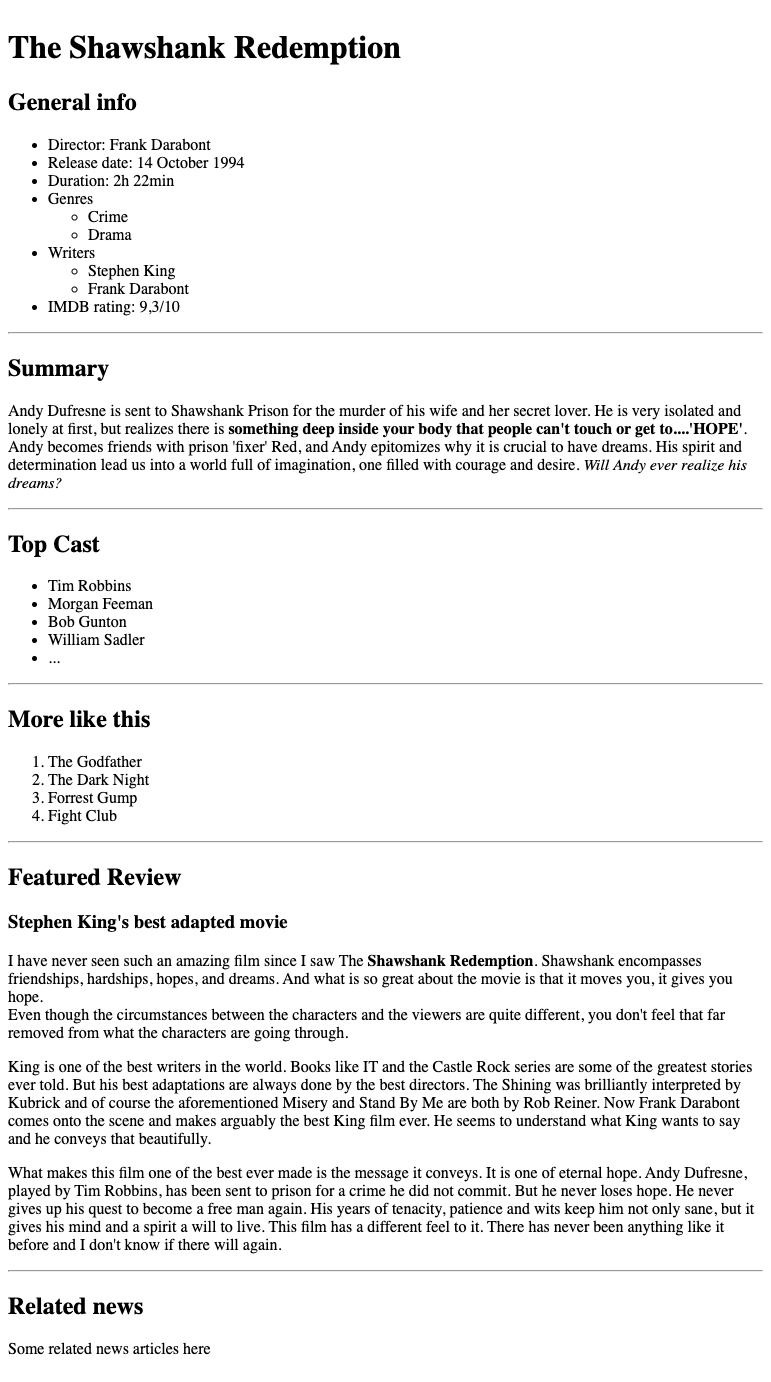 The Shawshank Redemption
General info
• Director: Frank Darabont
• Release date: 14 October 1994
• Duration: 2h 22min
• Genres
◦ Crime
◦ Drama
• Writers
◦ Stephen King
◦ Frank Darabont
• IMDB rating: 9,3/10
Summary
Andy Dufresne is sent to Shawshank Prison for the murder of his wife and her secret lover. He is very isolated and
lonely at first, but realizes there is something deep inside your body that people can't touch or get to....'HOPE'.
Andy becomes friends with prison 'fixer' Red, and Andy epitomizes why it is crucial to have dreams. His spirit and
determination lead us into a world full of imagination, one filled with courage and desire. Will Andy ever realize his
dreams?
Top Cast
• Tim Robbins
• Morgan Feeman
• Bob Gunton
• William Sadler
• ...
More like this
1. The Godfather
2. The Dark Night
3. Forrest Gump
4. Fight Club
Featured Review
Stephen King's best adapted movie
I have never seen such an amazing film since I saw The Shawshank Redemption. Shawshank encompasses
friendships, hardships, hopes, and dreams. And what is so great about the movie is that it moves you, it gives you
hope.
Even though the circumstances between the characters and the viewers are quite different, you don't feel that far
removed from what the characters are going through.
King is one of the best writers in the world. Books like IT and the Castle Rock series are some of the greatest stories
ever told. But his best adaptations are always done by the best directors. The Shining was brilliantly interpreted by
Kubrick and of course the aforementioned Misery and Stand By Me are both by Rob Reiner. Now Frank Darabont
comes onto the scene and makes arguably the best King film ever. He seems to understand what King wants to say
and he conveys that beautifully.
What makes this film one of the best ever made is the message it conveys. It is one of eternal hope. Andy Dufresne,
played by Tim Robbins, has been sent to prison for a crime he did not commit. But he never loses hope. He never
gives up his quest to become a free man again. His years of tenacity, patience and wits keep him not only sane, but it
gives his mind and a spirit a will to live. This film has a different feel to it. There has never been anything like it
before and I don't know if there will again.
Related news
Some related news articles here